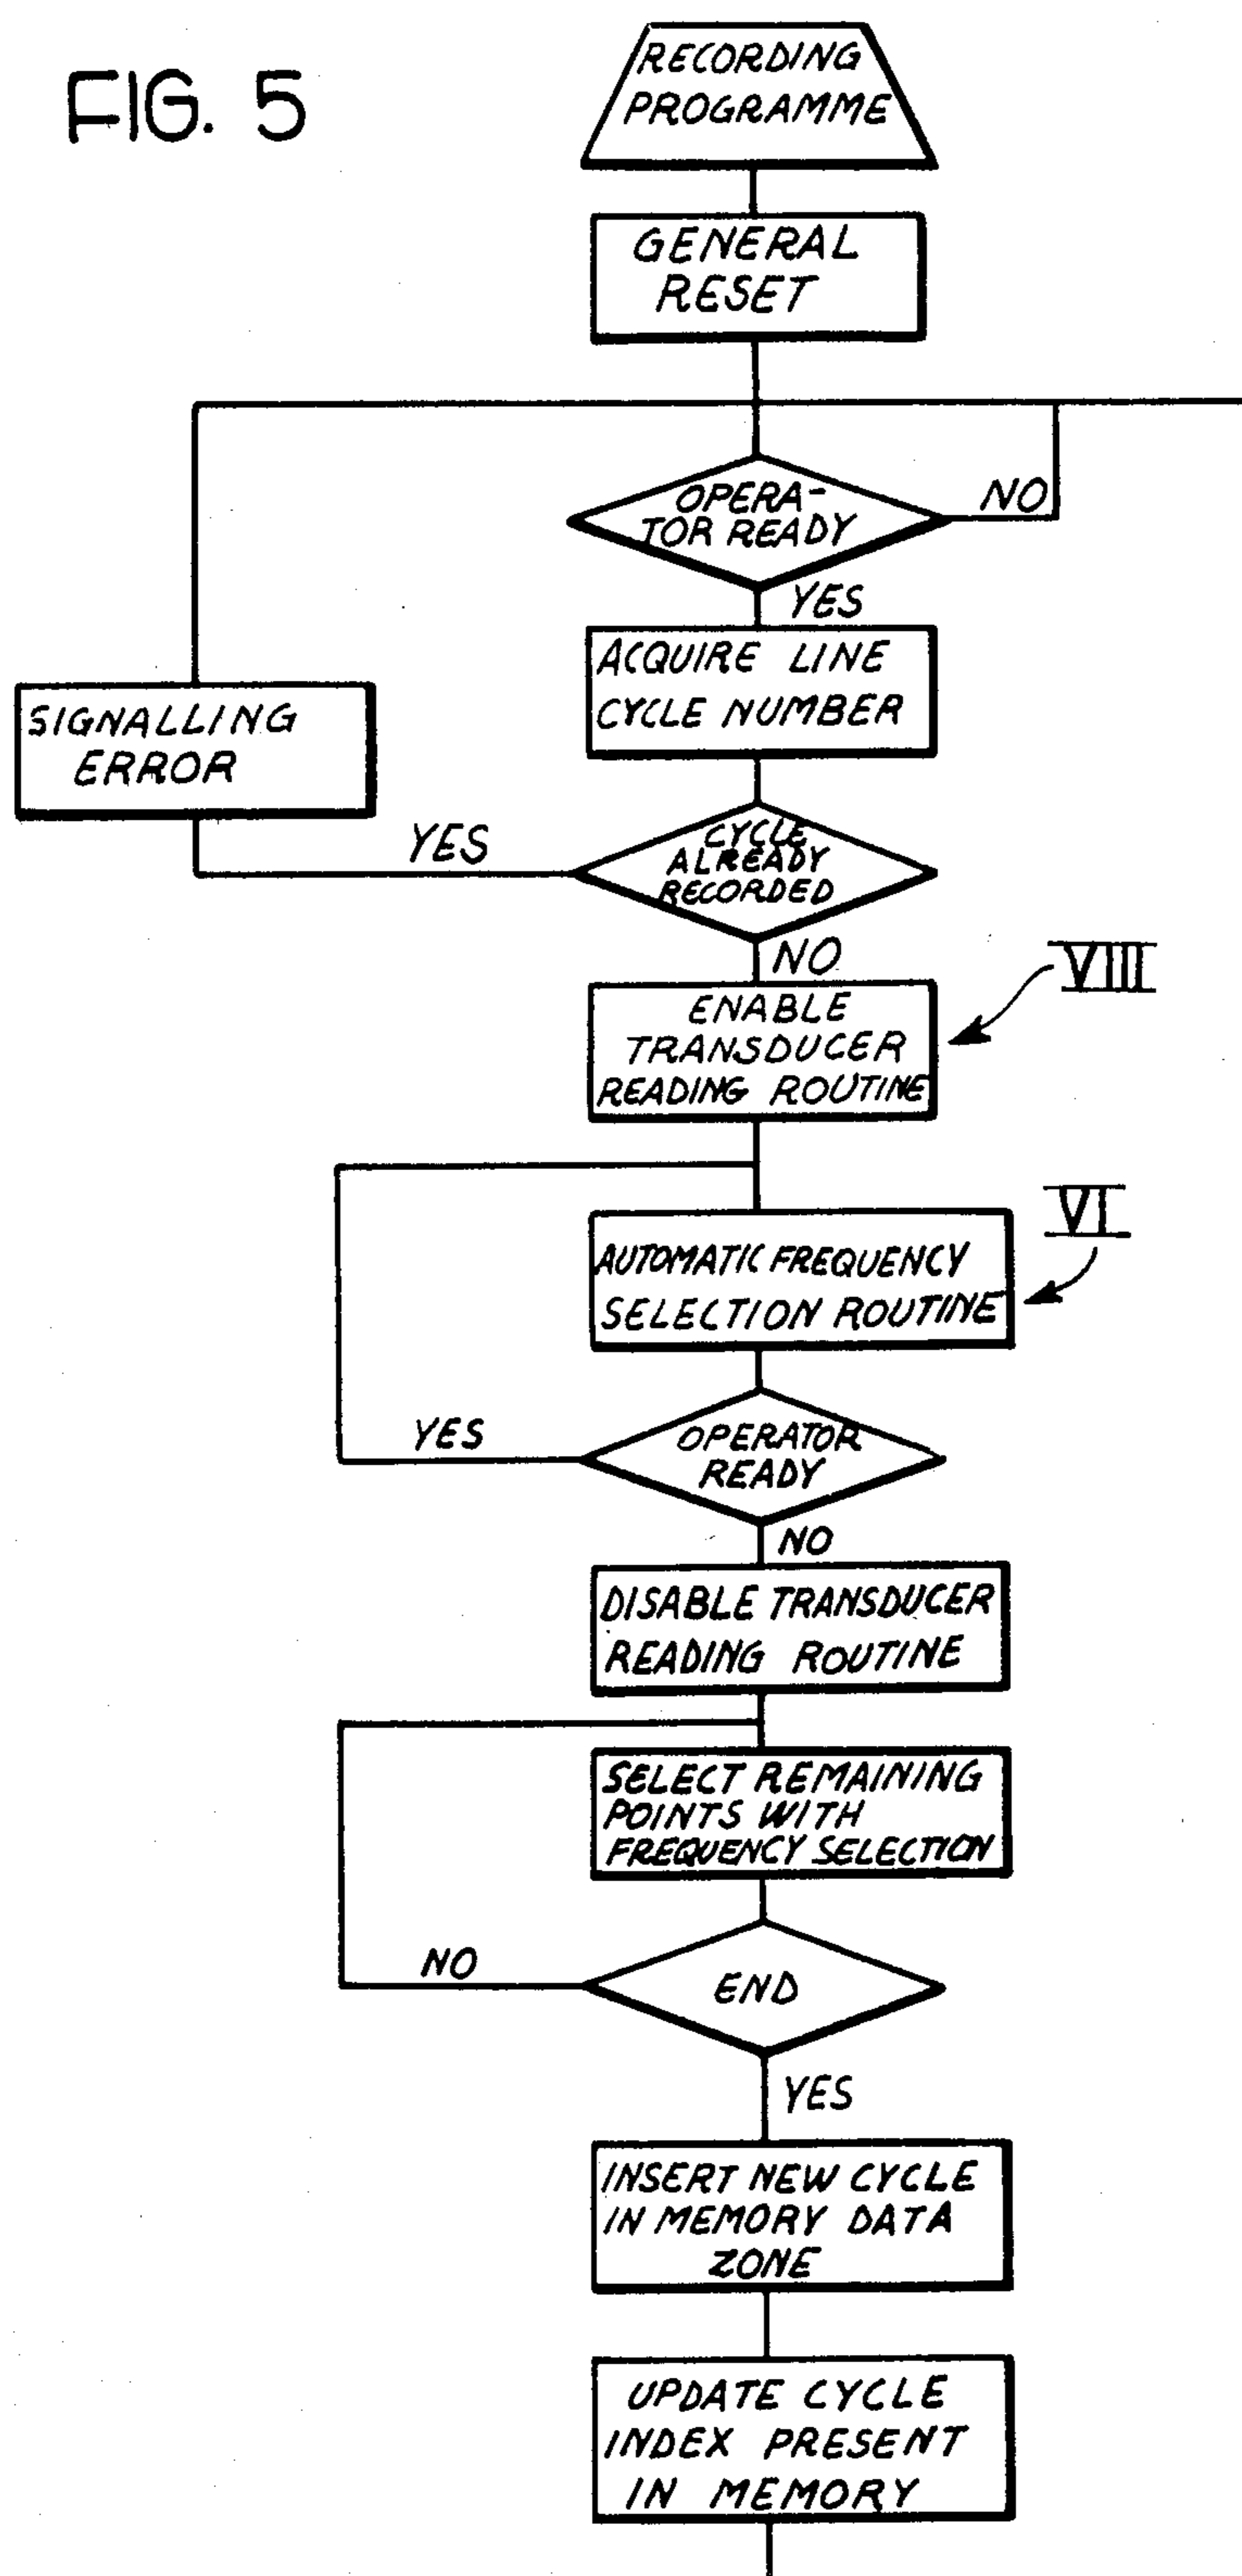 FIG. 5
RECORDING
PROGRAMME
GENERAL
RESET
OPERA-
TOR READY
NO
YES
ACQUIRE LINE
CYCLE NUMBER
SIGNALLING
ERROR
YES
CYCLE
ALREADY
RECORDED
NO
VIII
ENABLE
TRANSDUCER
READING ROUTINE
VI
AUTOMATIC FREQUENCY
SELECTION ROUTINE
YES
OPERATOR
READY
NO
DISABLE TRANSDUCER
READING ROUTINE
SELECT REMAINING
POINTS WITH
FREQUENCY SELECTION
NO
END
YES
INSERT NEW CYCLE
IN MEMORY DATA
ZONE
UPDATE CYCLE
INDEX PRESENT
IN MEMORY